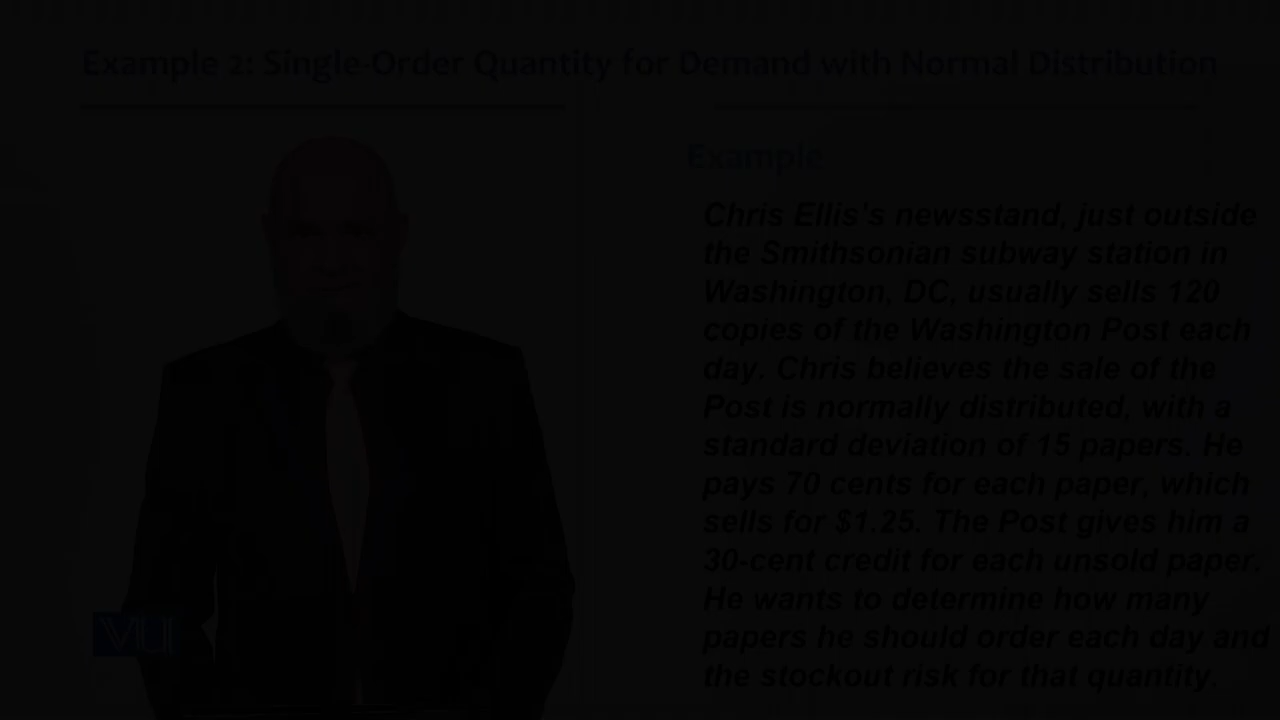 Example 2: Single-Order Quantity for Demand with Normal Distribution
Example
Chris Ellis's newsstand, just outside
the Smithsonian subway station in
Washington, DC, usually sells 120
copies of the Washington Post each
day. Chris believes the sale of the
Post is normally distributed, with a
standard deviation of 15 papers. He
pays 70 cents for each paper, which
sells for $1.25. The Post gives him a
30-cent credit for each unsold paper.
He wants to determine how many
papers he should order each day and
the stockout risk for that quantity.
VU